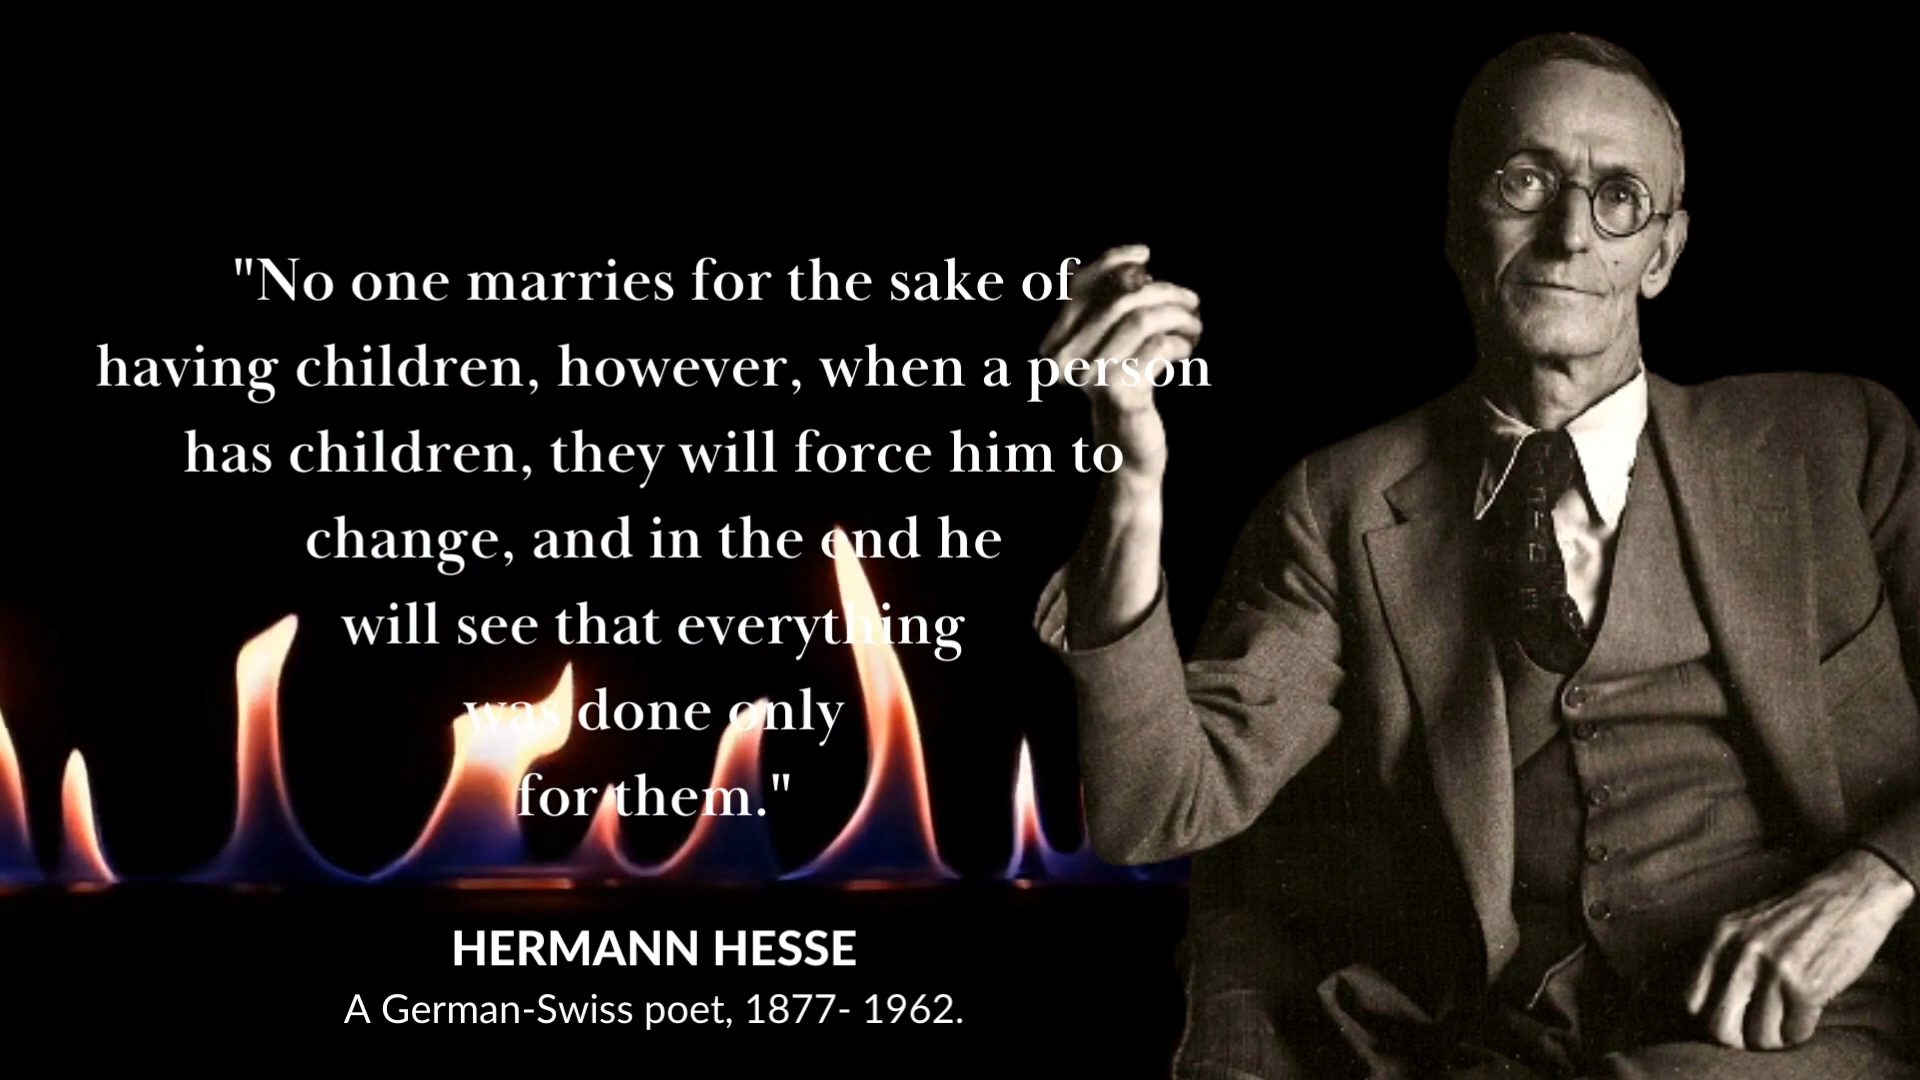 "No one marries for the sake of
having children, however, when a person
has children, they will force him to
change, and in the end he
will see that everything
was done only
for them."
HERMANN HESSE
A German-Swiss poet, 1877- 1962.